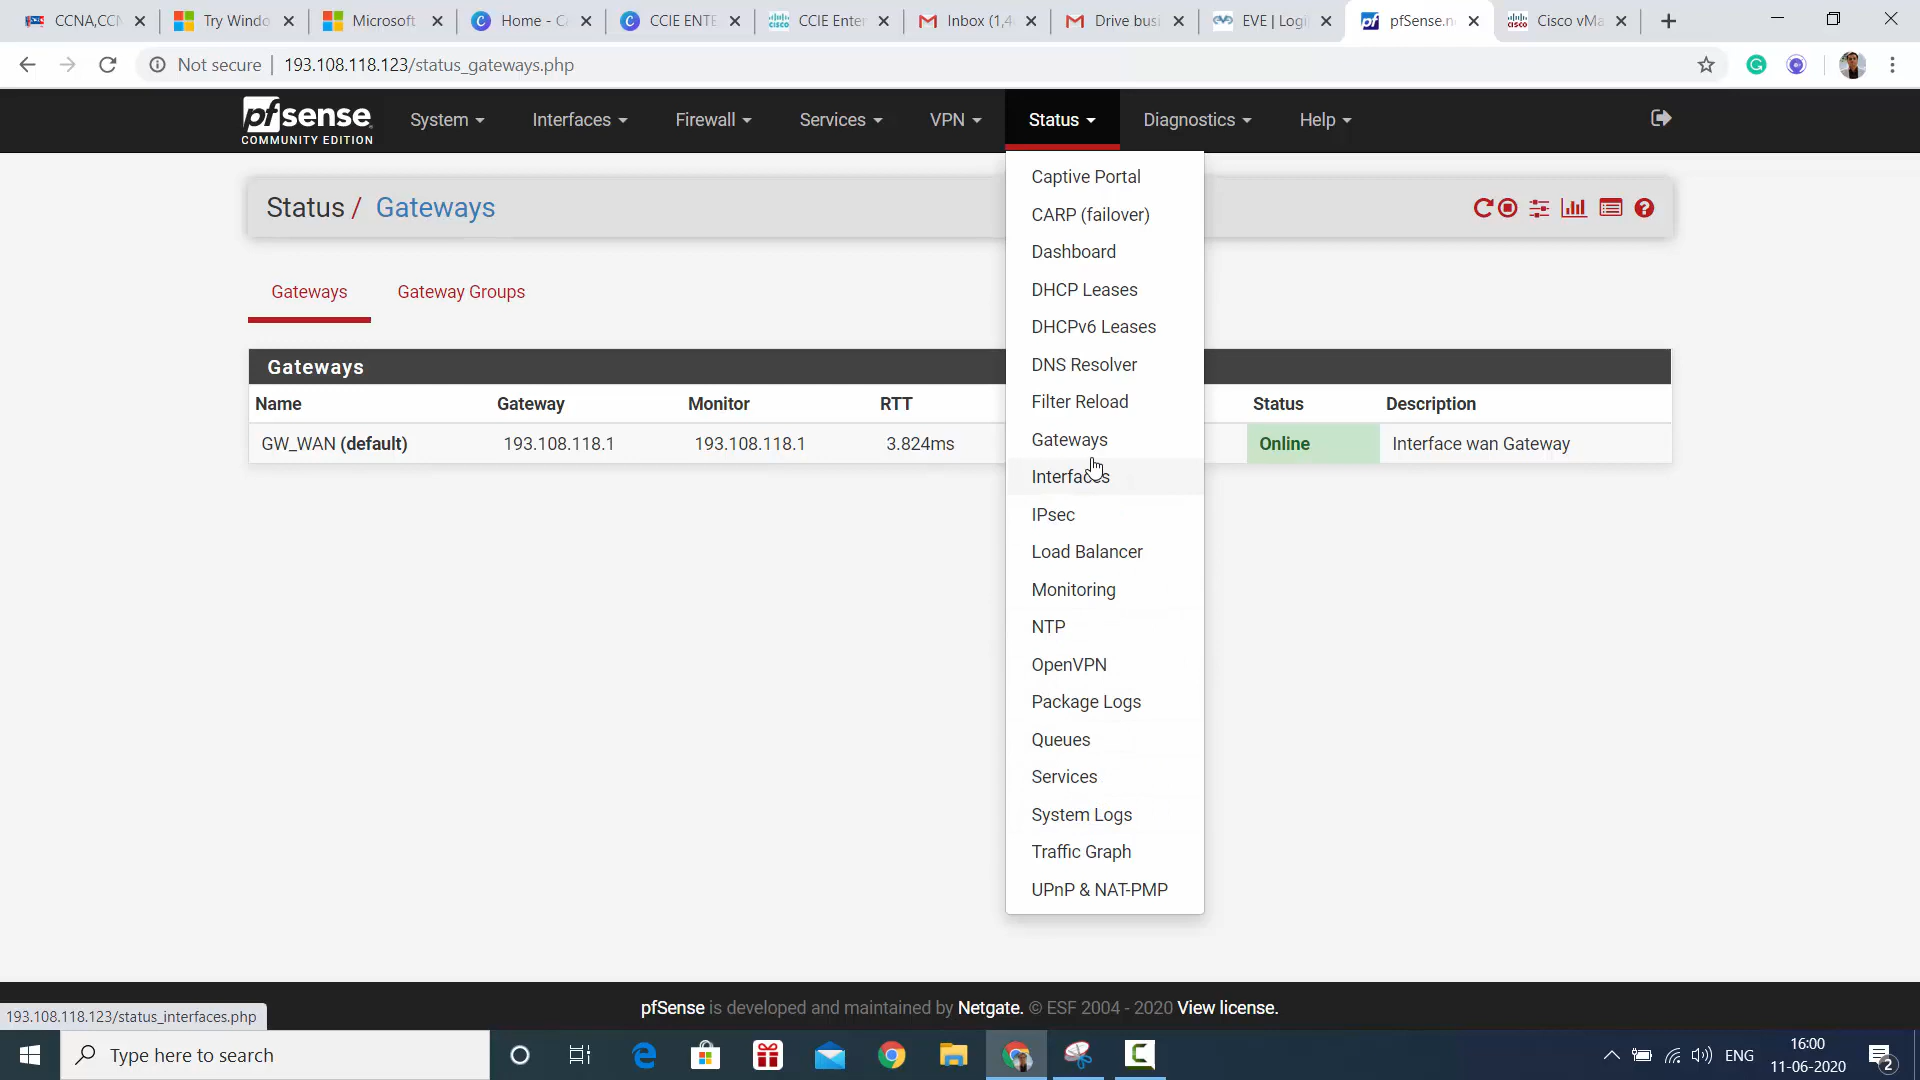 CCNA,CCN
Try Windo
Microsoft
Home - C
CCIE ENTE
CCIE Enter
Inbox (1,4
Drive busi
EVE | Logi
pfSense.n
Cisco vMa
Not secure | 193.108.118.123/status_gateways.php
pfsense
COMMUNITY EDITION
System
Interfaces
Firewall
Services
VPN
Status
Diagnostics
Help
Status / Gateways
Gateways
Gateway Groups
Gateways
Name Gateway Monitor RTT Status Description
GW_WAN (default) 193.108.118.1 193.108.118.1 3.824ms Online Interface wan Gateway
Captive Portal
CARP (failover)
Dashboard
DHCP Leases
DHCPv6 Leases
DNS Resolver
Filter Reload
Gateways
Interfaces
IPsec
Load Balancer
Monitoring
NTP
OpenVPN
Package Logs
Queues
Services
System Logs
Traffic Graph
UPnP & NAT-PMP
pfSense is developed and maintained by Netgate. © ESF 2004 - 2020 View license.
193.108.118.123/status_interfaces.php
Type here to search
ENG
16:00
11-06-2020
2